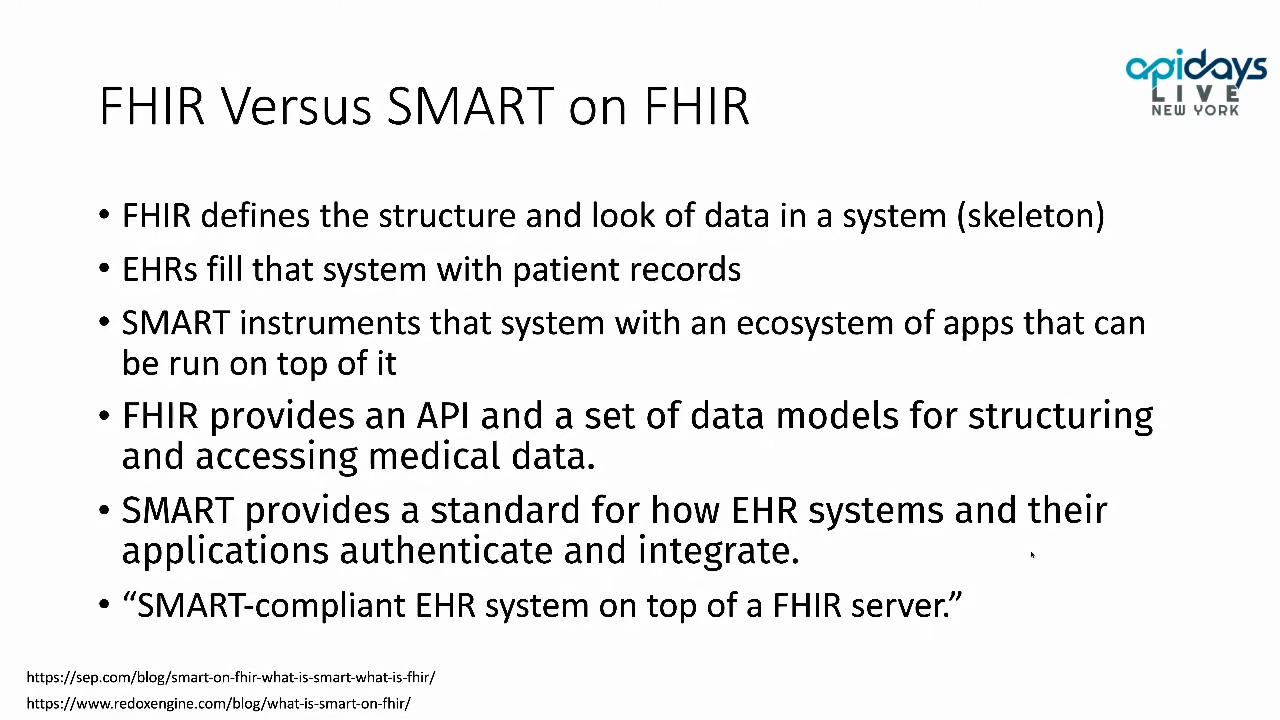 apidays
LIVE
NEW YORK
FHIR Versus SMART on FHIR
• FHIR defines the structure and look of data in a system (skeleton)
• EHRs fill that system with patient records
• SMART instruments that system with an ecosystem of apps that can
be run on top of it
• FHIR provides an API and a set of data models for structuring
and accessing medical data.
• SMART provides a standard for how EHR systems and their
applications authenticate and integrate.
• “SMART-compliant EHR system on top of a FHIR server.”
https://sep.com/blog/smart-on-fhir-what-is-smart-what-is-fhir/
https://www.redoxengine.com/blog/what-is-smart-on-fhir/